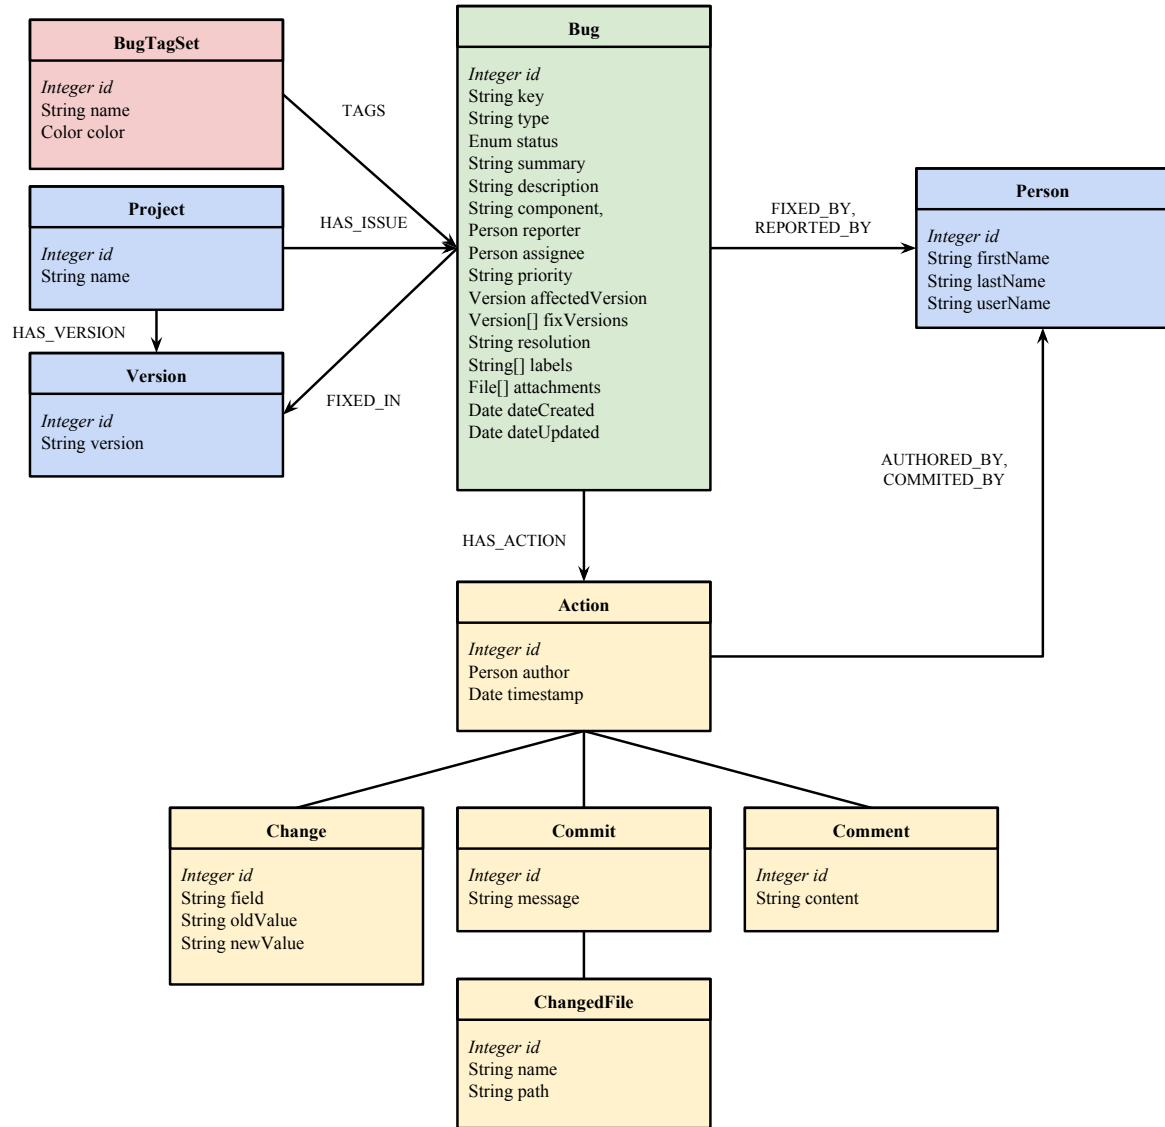 BugTagSet
Integer id
String name
Color color
TAGS
Project
Integer id
String name
HAS_ISSUE
HAS_VERSION
Version
Integer id
String version
FIXED_IN
Bug
Integer id
String key
String type
Enum status
String summary
String description
String component,
Person reporter
Person assignee
String priority
Version affectedVersion
Version[] fixVersions
String resolution
String[] labels
File[] attachments
Date dateCreated
Date dateUpdated
FIXED_BY,
REPORTED_BY
Person
Integer id
String firstName
String lastName
String userName
AUTHORED_BY,
COMMITED_BY
HAS_ACTION
Action
Integer id
Person author
Date timestamp
Change
Integer id
String field
String oldValue
String newValue
Commit
Integer id
String message
Comment
Integer id
String content
ChangedFile
Integer id
String name
String path